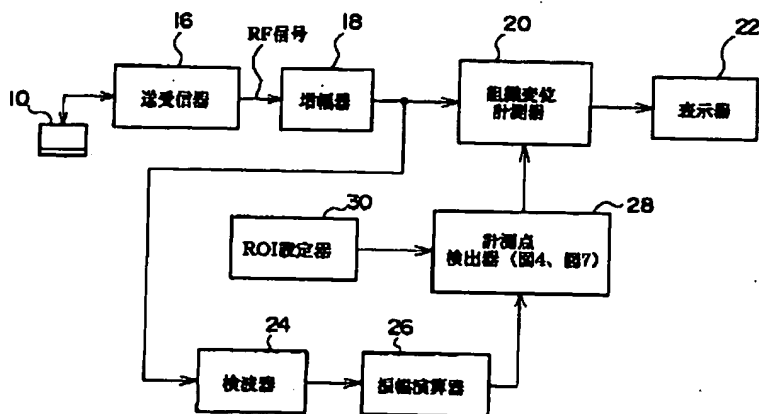 16
RF信号
18
20
22
10
送受信器
増幅器
組織変位
計測器
表示器
30
28
ROI設定器
計測点
検出器(図4、図7)
24
26
検波器
振幅演算器